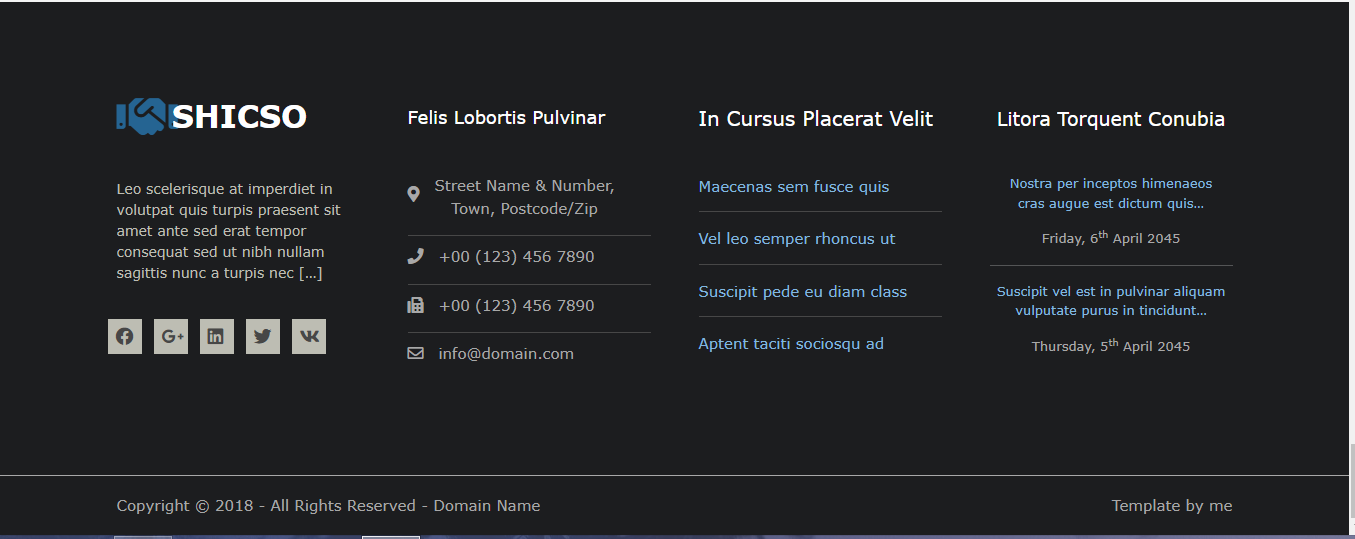 SHICSO
Leo scelerisque at imperdiet in
volutpat quis turpis praesent sit
amet ante sed erat tempor
consequat sed ut nibh nullam
sagittis nunc a turpis nec [...]
Felis Lobortis Pulvinar
Street Name & Number,
Town, Postcode/Zip
+00 (123) 456 7890
+00 (123) 456 7890
info@domain.com
In Cursus Placerat Velit
Maecenas sem fusce quis
Vel leo semper rhoncus ut
Suscipit pede eu diam class
Aptent taciti sociosqu ad
Litora Torquent Conubia
Nostra per inceptos himenaeos
cras augue est dictum quis...
Friday, 6th April 2045
Suscipit vel est in pulvinar aliquam
vulputate purus in tincidunt...
Thursday, 5th April 2045
Copyright © 2018 - All Rights Reserved - Domain Name
Template by me